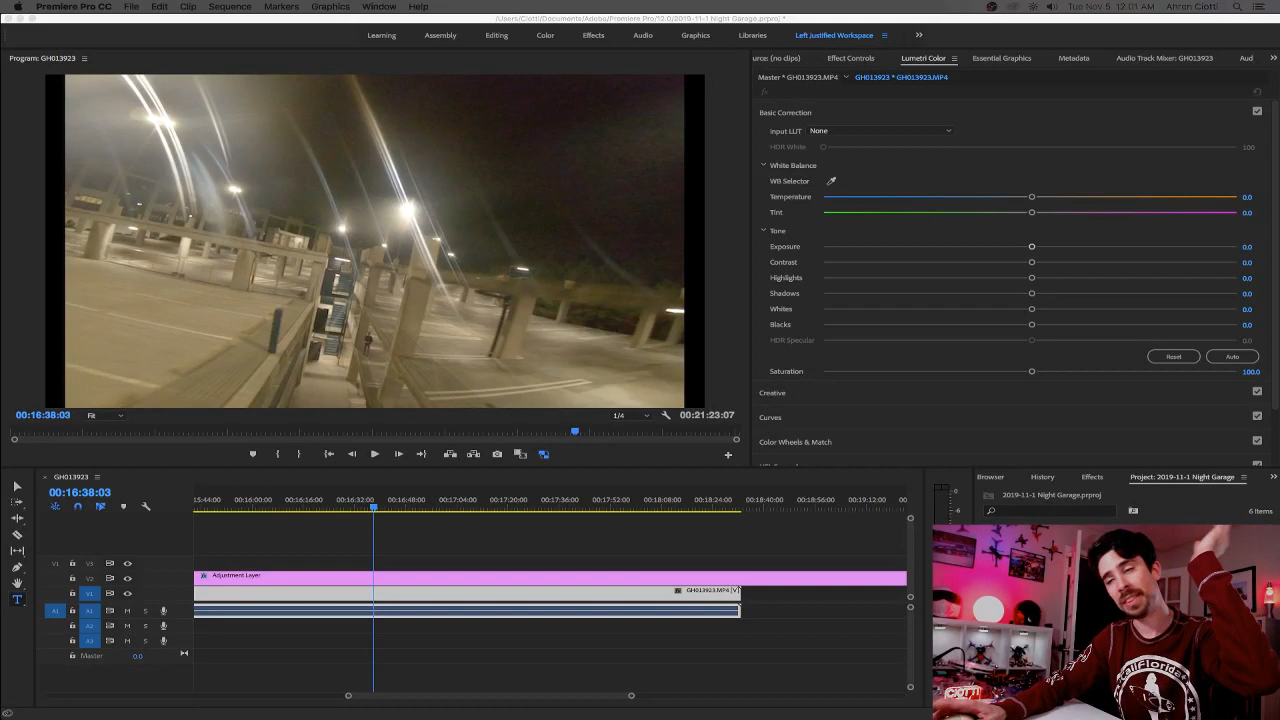 Premiere Pro CC File Edit Clip Sequence Markers Graphics Window Help Tue Nov 5 12.01 AM Ahren Ciotti
/Users/Ciotti/Documents/Adobe/Premiere Pro/12.0/2019-11-1 Night Garage.prproj *
Learning Assembly Editing Color Effects Audio Graphics Libraries Left Justified Workspace
Program: GH013923
urce: (no clips) Effect Controls Lumetri Color Essential Graphics Metadata Audio Track Mixer: GH013923 Aud
Master * GH013923.MP4 GH013923 * GH013923.MP4
fx
Basic Correction
Input LUT None
HDR White 100
White Balance
WB Selector
Temperature 0.0
Tint 0.0
Tone
Exposure 0.0
Contrast 0.0
Highlights 0.0
Shadows 0.0
Whites 0.0
Blacks 0.0
HDR Specular 0.0
Reset Auto
Saturation 100.0
Creative
Curves
Color Wheels & Match
00:16:38:03 Fit 1/4 00:21:23:07
GH013923
00:16:38:03
15:44:00 00:16:00:00 00:16:16:00 00:16:32:00 00:16:48:00 00:17:04:00 00:17:20:00 00:17:36:00 00:17:52:00 00:18:08:00 00:18:24:00 00:18:40:00 00:18:56:00 00:19:12:00 00
V1 V3
V2 Adjustment Layer
V1 GH013923.MP4 [V]
A1 A1 M S
A2 M S
A3 M S
Master 0.0
0
-6
Browser History Effects Project: 2019-11-1 Night Garage
2019-11-1 Night Garage.prproj
6 Items
CallFlorida
CIOTTI